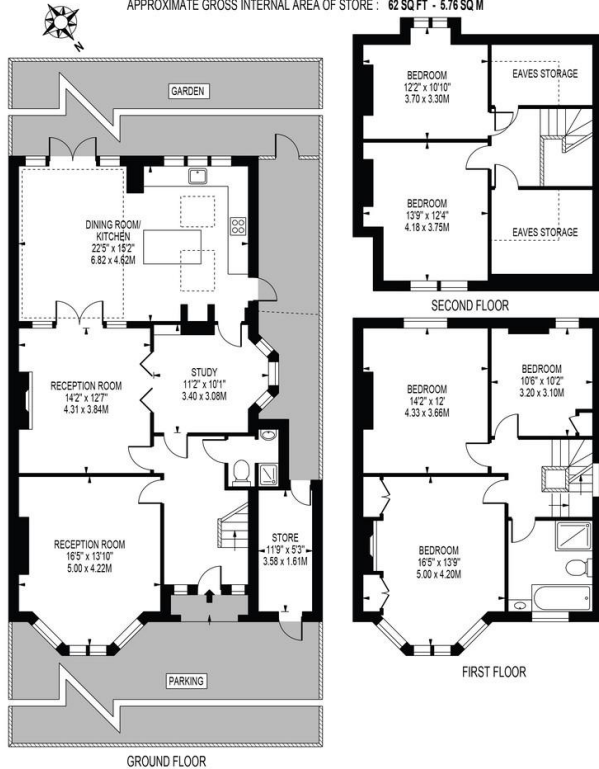 APPROXIMATE GROSS INTERNAL AREA OF STORE : 62 SQ FT - 5.76 SQ M
N
GARDEN
DINING ROOM/
KITCHEN
22'5" x 15'2"
6.82 x 4.62M
RECEPTION ROOM
14'2" x 12'7"
4.31 x 3.84M
STUDY
11'2" x 10'1"
3.40 x 3.08M
RECEPTION ROOM
16'5" x 13'10"
5.00 x 4.22M
STORE
11'9" x 5'3"
3.58 x 1.61M
PARKING
GROUND FLOOR
BEDROOM
12'2" x 10'10"
3.70 x 3.30M
EAVES STORAGE
BEDROOM
13'9" x 12'4"
4.18 x 3.75M
EAVES STORAGE
SECOND FLOOR
BEDROOM
14'2" x 12'
4.33 x 3.66M
BEDROOM
10'6" x 10'2"
3.20 x 3.10M
BEDROOM
16'5" x 13'9"
5.00 x 4.20M
FIRST FLOOR